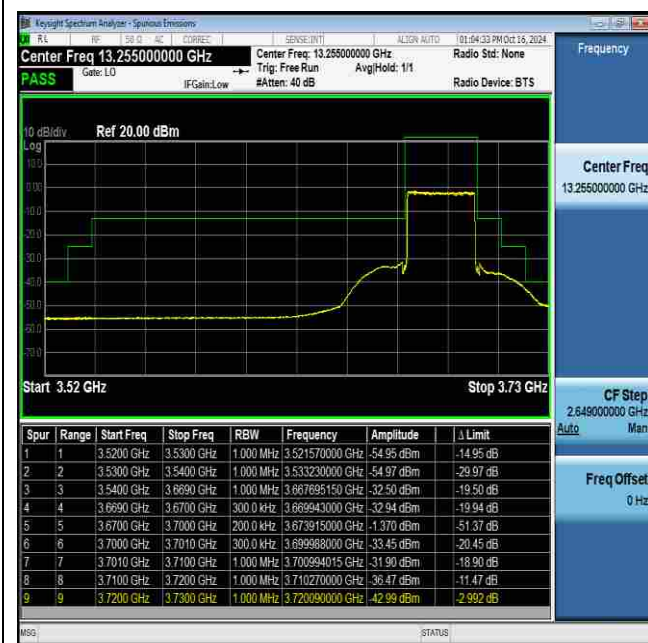 Keysight Spectrum Analyzer - Spurious Emissions
RL RF 50 Ω AC CORREC SENSE:INT ALIGN AUTO 01:04:33 PM Oct 16, 2024
Center Freq 13.255000000 GHz Center Freq: 13.255000000 GHz Radio Std: None
PASS Gate: LO Trig: Free Run Avg|Hold: 1/1
IFGain:Low #Atten: 40 dB Radio Device: BTS
10 dB/div Ref 20.00 dBm
Log
10.0
0.00
-10.0
-20.0
-30.0
-40.0
-50.0
-60.0
-70.0
Start 3.52 GHz Stop 3.73 GHz
Spur Range Start Freq Stop Freq RBW Frequency Amplitude Δ Limit
1 1 3.5200 GHz 3.5300 GHz 1.000 MHz 3.521570000 GHz -54.95 dBm -14.95 dB
2 2 3.5300 GHz 3.5400 GHz 1.000 MHz 3.533230000 GHz -54.97 dBm -29.97 dB
3 3 3.5400 GHz 3.6690 GHz 1.000 MHz 3.667695150 GHz -32.50 dBm -19.50 dB
4 4 3.6690 GHz 3.6700 GHz 300.0 kHz 3.669943000 GHz -32.94 dBm -19.94 dB
5 5 3.6700 GHz 3.7000 GHz 200.0 kHz 3.673915000 GHz -1.370 dBm -51.37 dB
6 6 3.7000 GHz 3.7010 GHz 300.0 kHz 3.699988000 GHz -33.45 dBm -20.45 dB
7 7 3.7010 GHz 3.7100 GHz 1.000 MHz 3.700994015 GHz -31.90 dBm -18.90 dB
8 8 3.7100 GHz 3.7200 GHz 1.000 MHz 3.710270000 GHz -36.47 dBm -11.47 dB
9 9 3.7200 GHz 3.7300 GHz 1.000 MHz 3.720090000 GHz -42.99 dBm -2.992 dB
MSG STATUS
Frequency
Center Freq
13.255000000 GHz
CF Step
2.649000000 GHz
Auto Man
Freq Offset
0 Hz